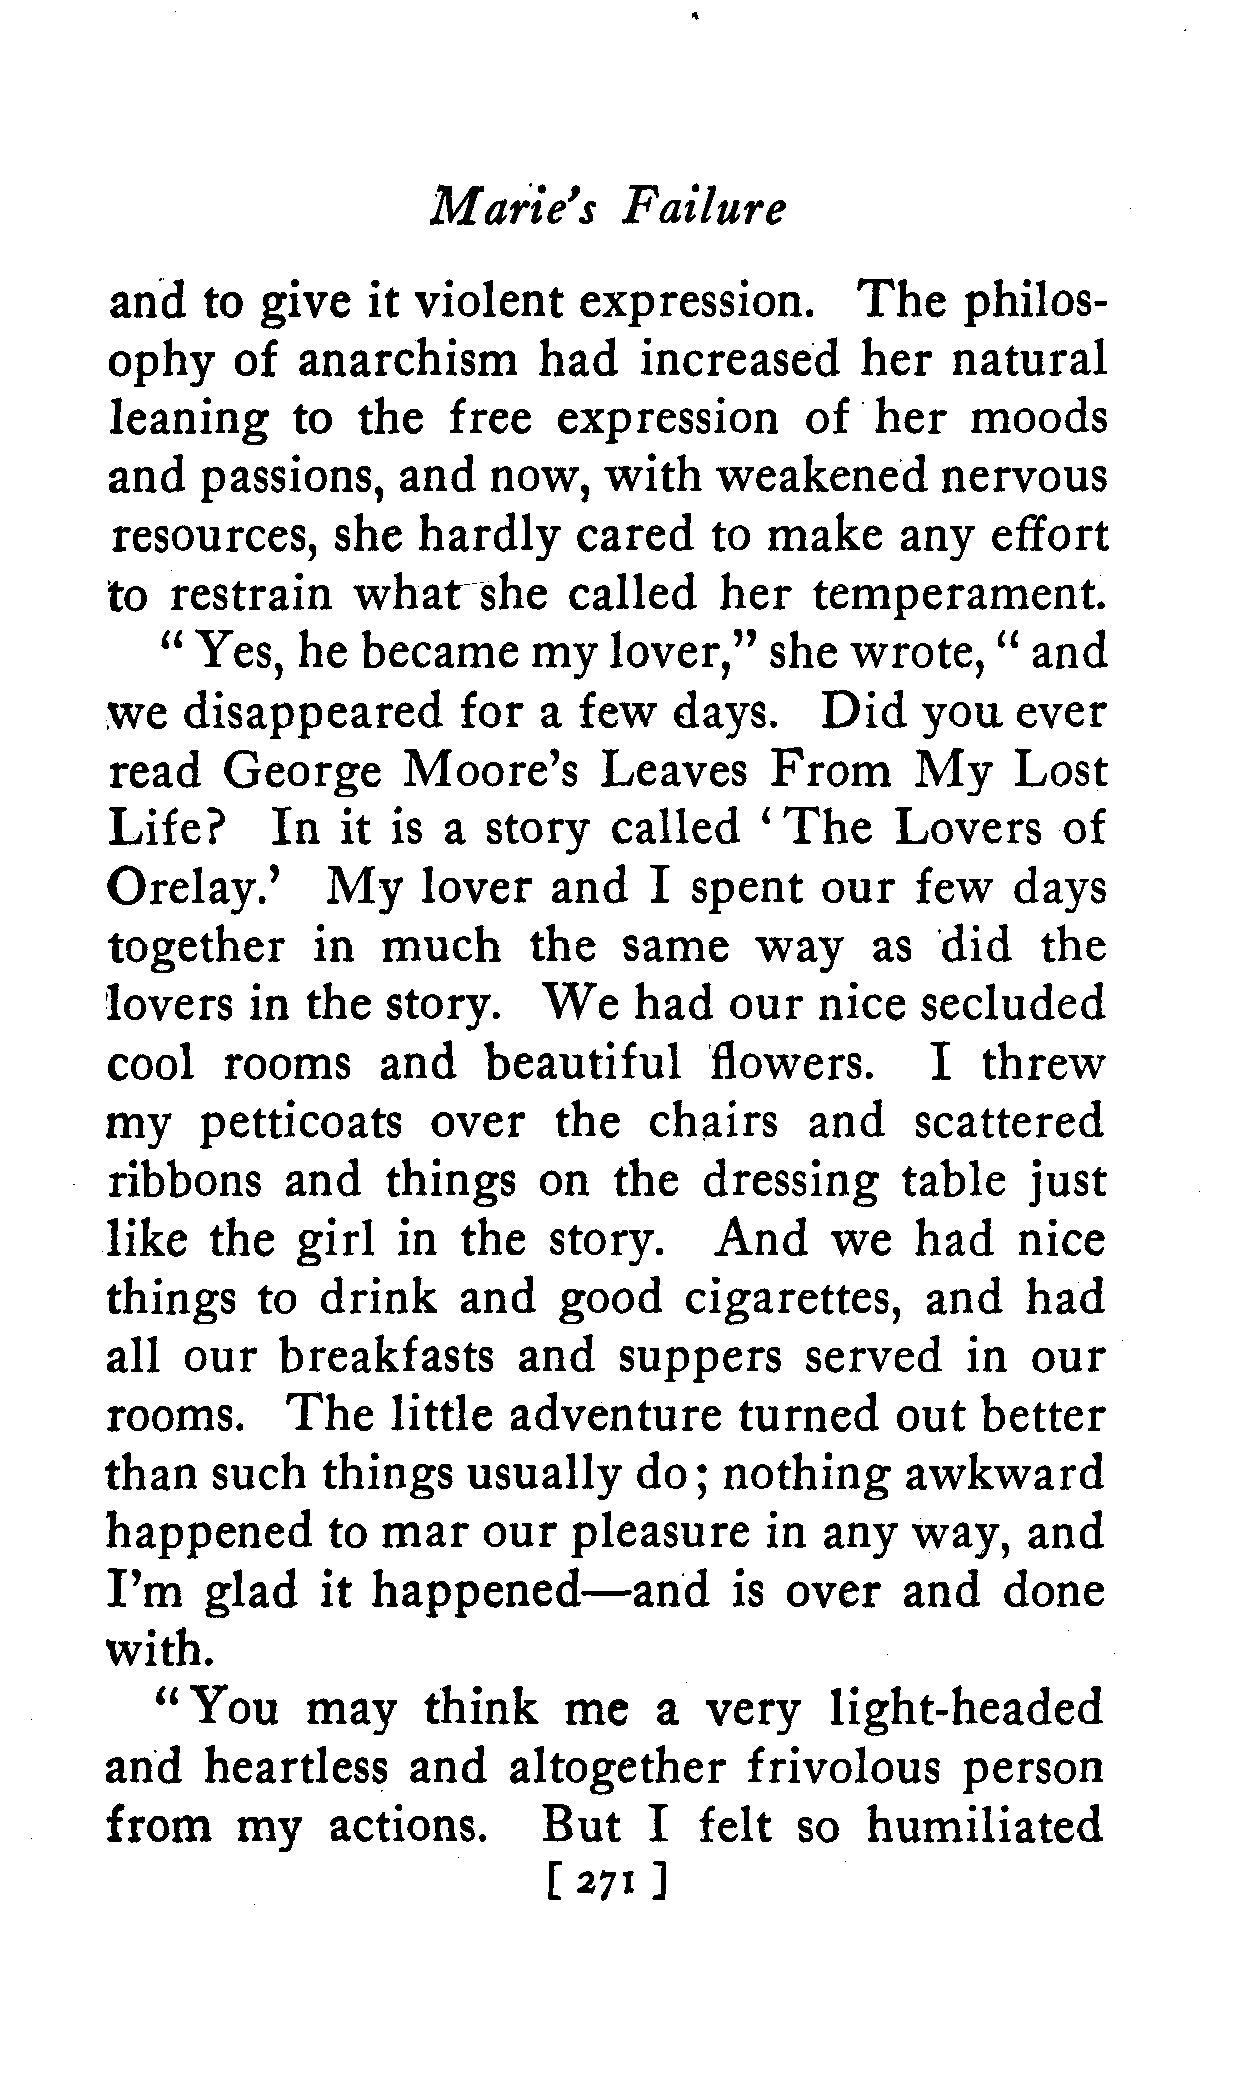 Marie's Failure
and to give it violent expression. The philos-
ophy of anarchism had increased her natural
leaning to the free expression of her moods
and passions, and now, with weakened nervous
resources, she hardly cared to make any effort
to restrain what she called her temperament.
" Yes, he became my lover," she wrote, " and
we disappeared for a few days. Did you ever
read George Moore's Leaves From My Lost
Life? In it is a story called ' The Lovers of
Orelay.' My lover and I spent our few days
together in much the same way as did the
lovers in the story. We had our nice secluded
cool rooms and beautiful flowers. I threw
my petticoats over the chairs and scattered
ribbons and things on the dressing table just
like the girl in the story. And we had nice
things to drink and good cigarettes, and had
all our breakfasts and suppers served in our
rooms. The little adventure turned out better
than such things usually do; nothing awkward
happened to mar our pleasure in any way, and
I'm glad it happened—and is over and done
with.
" You may think me a very light-headed
and heartless and altogether frivolous person
from my actions. But I felt so humiliated
[ 271 ]